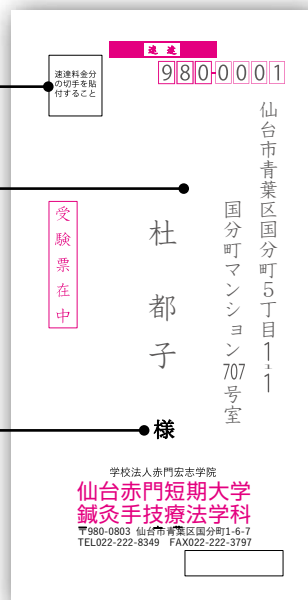 速達
速達料金分
の切手を貼
付すること
980-0001
仙台市青葉区国分町5丁目1-1
国分町マンション707号室
杜都子
様
受験票在中
学校法人赤門宏志学院
仙台赤門短期大学
鍼灸手技療法学科
〒980-0803 仙台市青葉区国分町1-6-7
TEL022-222-8349 FAX022-222-3797